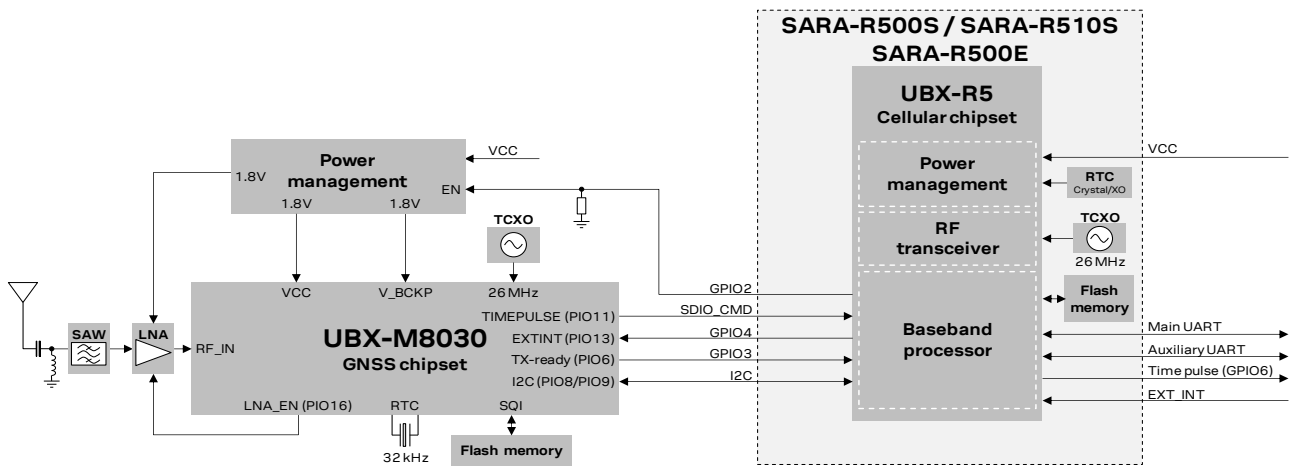 SARA-R500S / SARA-R510S
SARA-R500E
UBX-R5
Cellular chipset
Power
management
RF
transceiver
Baseband
processor
VCC
RTC
Crystal/XO
TCXO
26 MHz
Flash
memory
Main UART
Auxiliary UART
Time pulse (GPIO6)
EXT_INT
Power
management
1.8V
1.8V
1.8V
EN
VCC
TCXO
26 MHz
VCC
V_BCKP
UBX-M8030
GNSS chipset
RF_IN
TIMEPULSE (PIO11)
EXTINT (PIO13)
TX-ready (PIO6)
I2C (PIO8/PIO9)
LNA_EN (PIO16)
RTC
SQI
32 kHz
Flash memory
SAW
LNA
GPIO2
SDIO_CMD
GPIO4
GPIO3
I2C